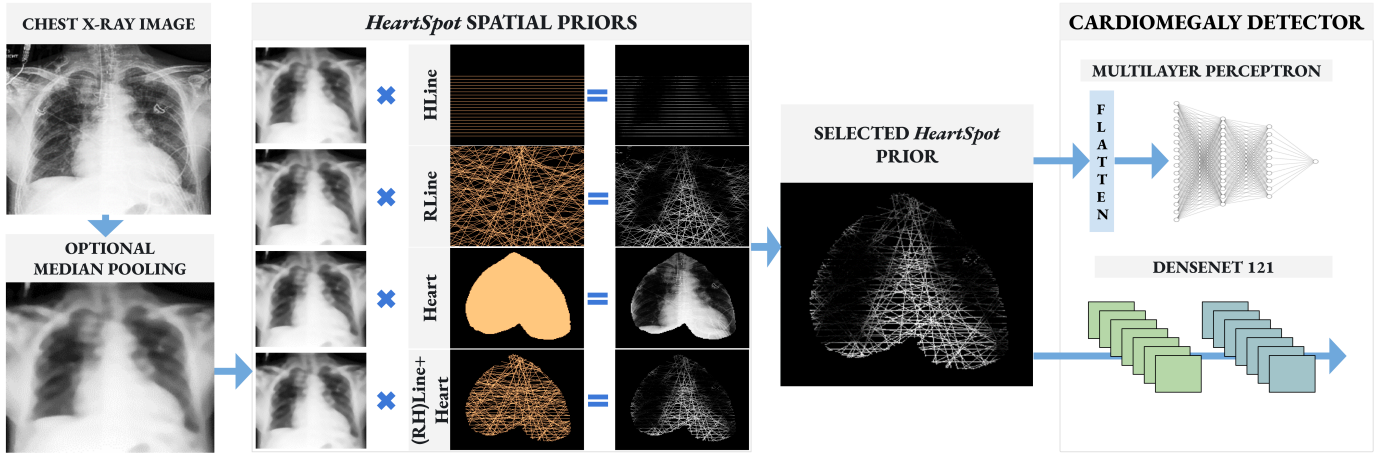 CHEST X-RAY IMAGE
OPTIONAL
MEDIAN POOLING
HeartSpot SPATIAL PRIORS
HLine
RLine
Heart
(RH)Line+
Heart
SELECTED HeartSpot
PRIOR
CARDIOMEGALY DETECTOR
MULTILAYER PERCEPTRON
F
L
A
T
T
E
N
DENSENET 121